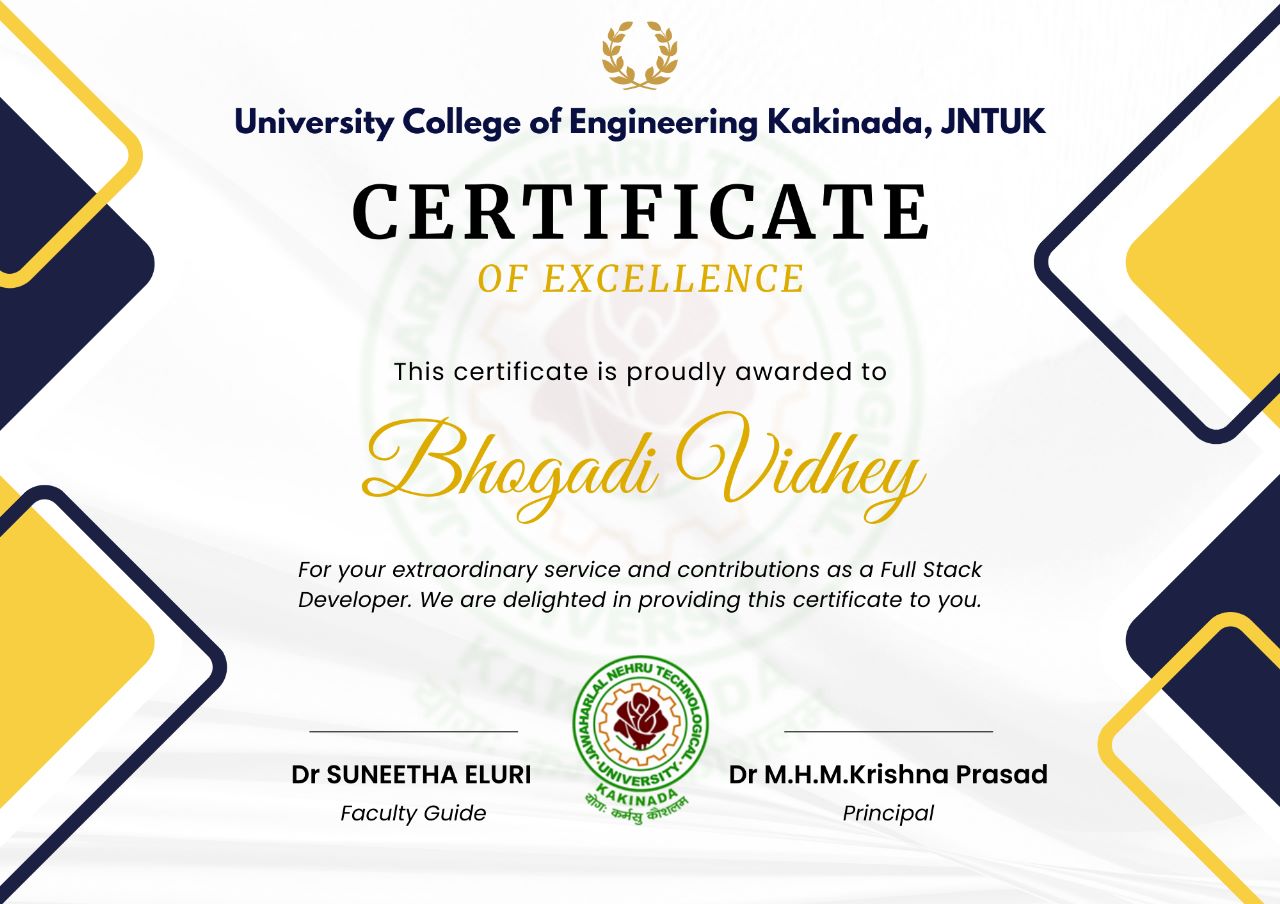 University College of Engineering Kakinada, JNTUK
CERTIFICATE
OF EXCELLENCE
This certificate is proudly awarded to
Bhogadi Vidhey
For your extraordinary service and contributions as a Full Stack
Developer. We are delighted in providing this certificate to you.
JAWAHARLAL NEHRU TECHNOLOGICAL
·UNIVERSITY·
KAKINADA
योगः कर्मसु कौशलम्
Dr SUNEETHA ELURI
Faculty Guide
Dr M.H.M.Krishna Prasad
Principal